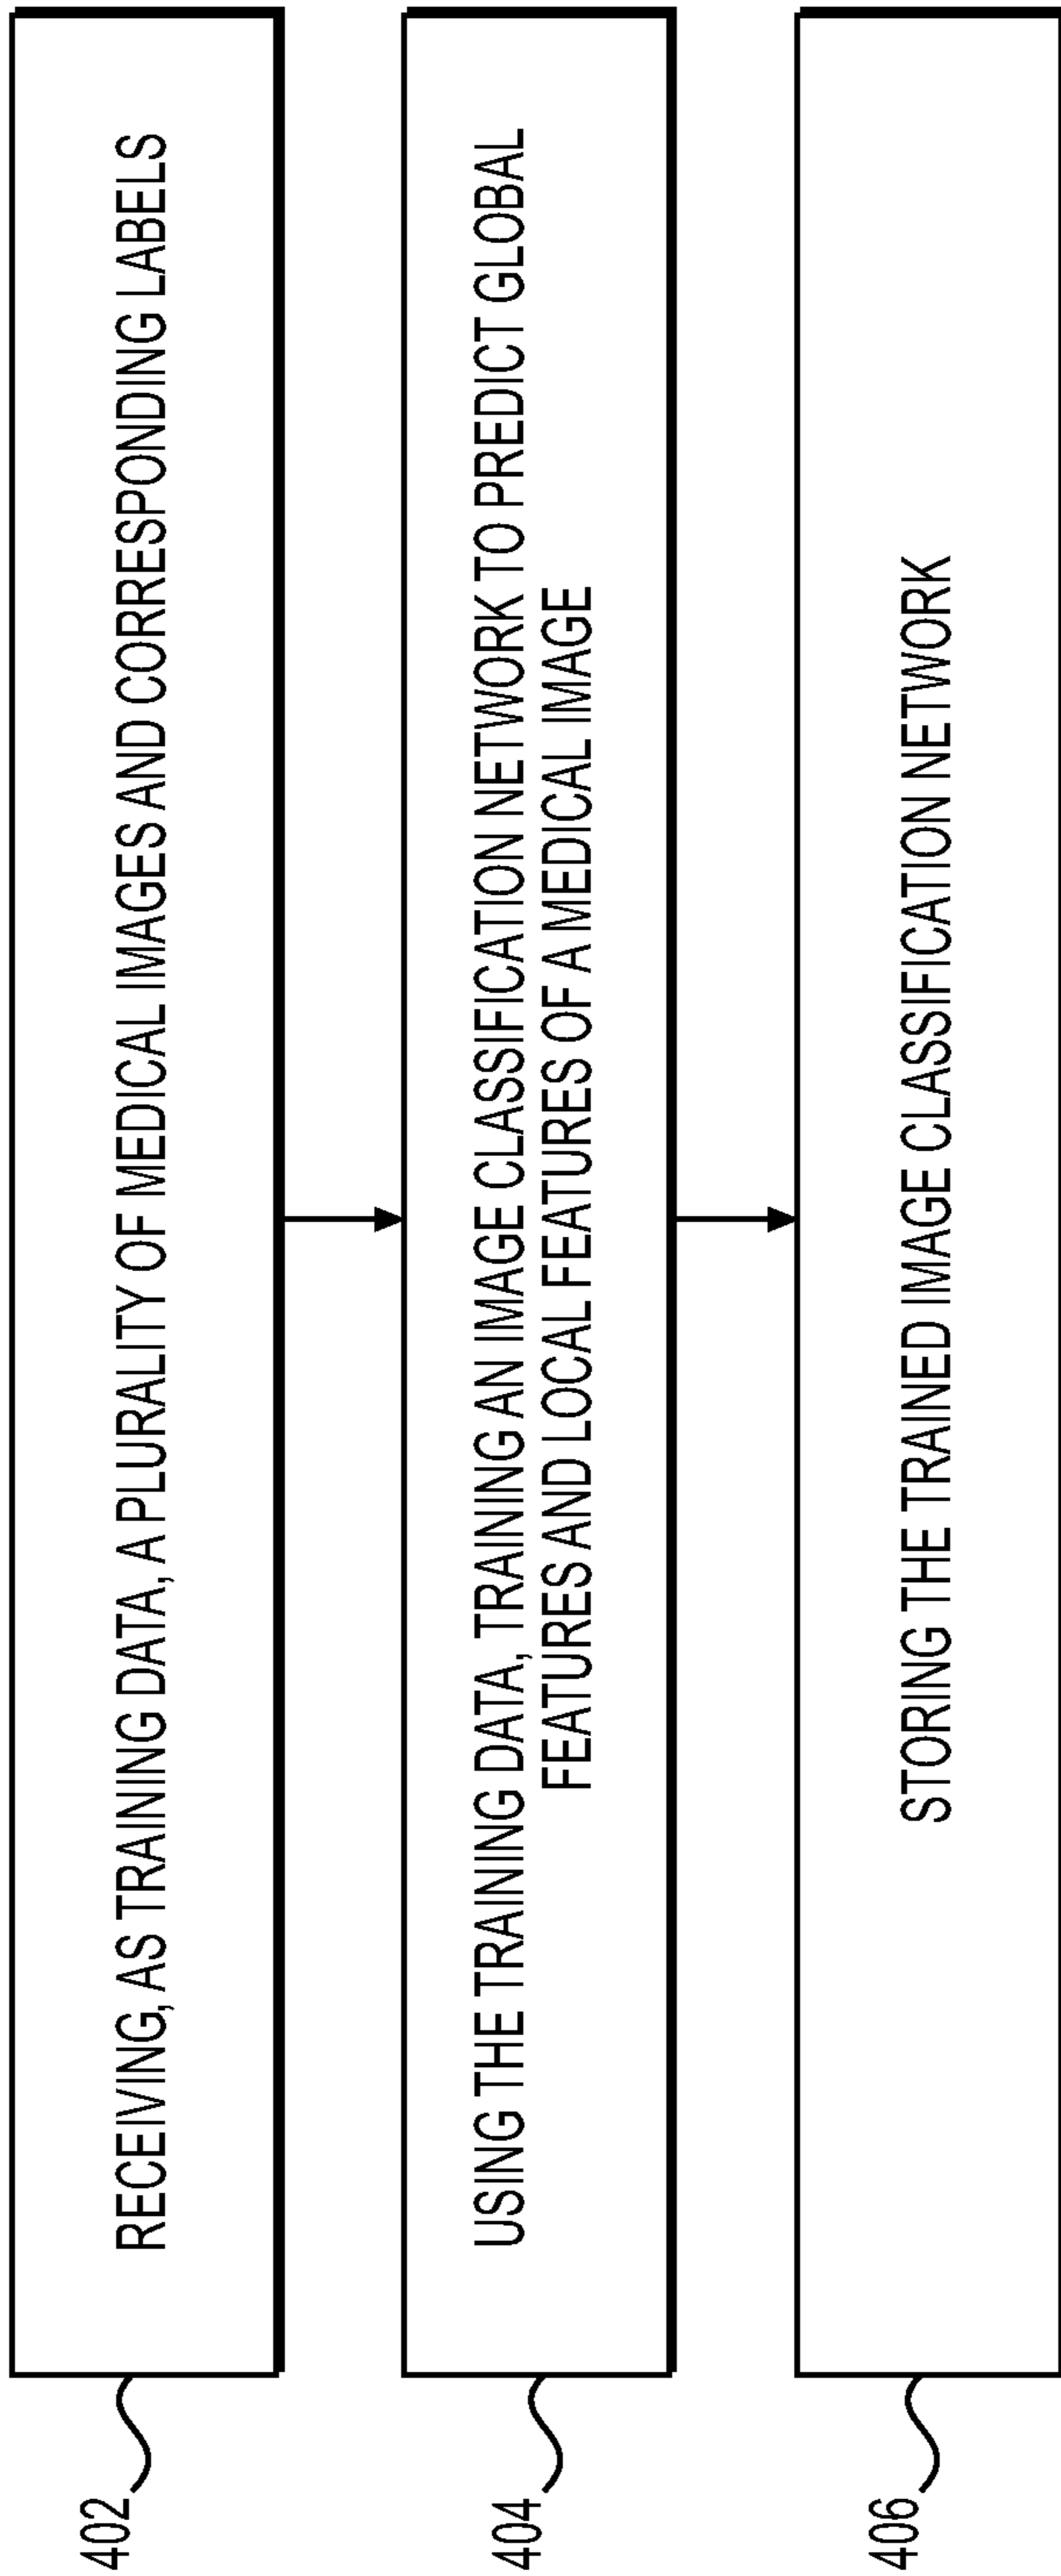 402
RECEIVING, AS TRAINING DATA, A PLURALITY OF MEDICAL IMAGES AND CORRESPONDING LABELS
404
USING THE TRAINING DATA, TRAINING AN IMAGE CLASSIFICATION NETWORK TO PREDICT GLOBAL
FEATURES AND LOCAL FEATURES OF A MEDICAL IMAGE
406
STORING THE TRAINED IMAGE CLASSIFICATION NETWORK